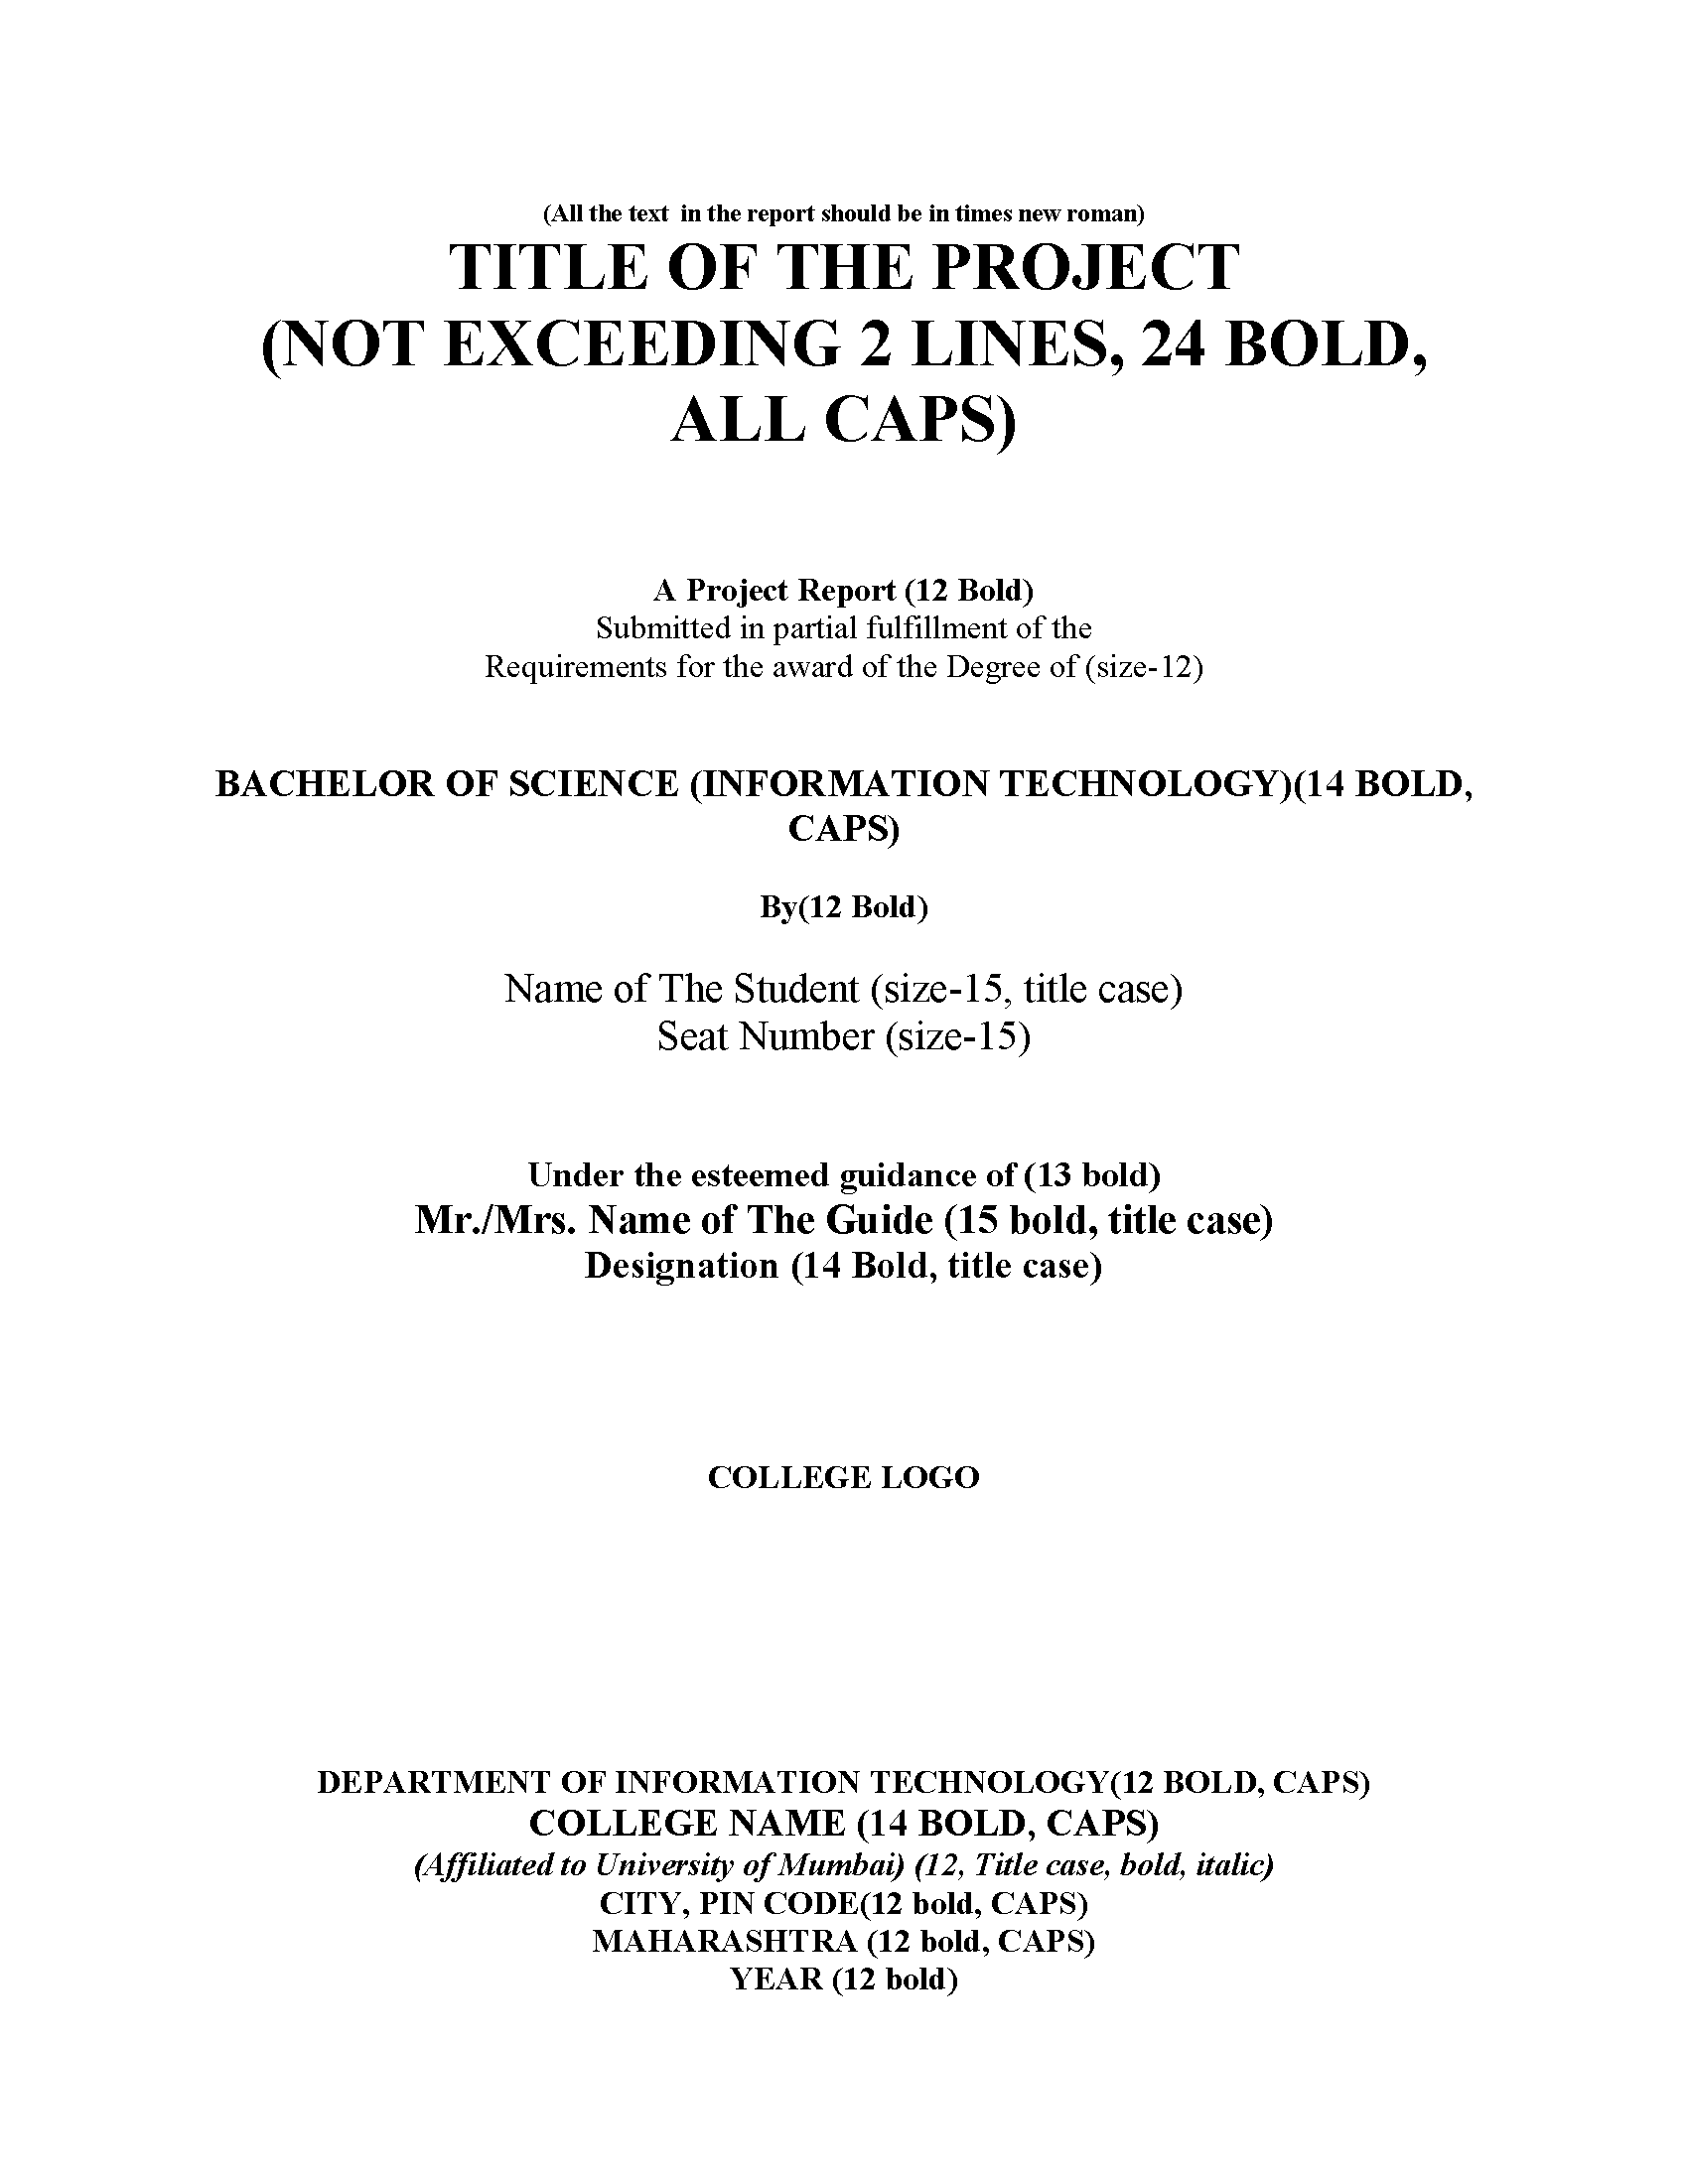 (All the text  in the report should be in times new roman)
TITLE OF THE PROJECT
(NOT EXCEEDING 2 LINES, 24 BOLD,
ALL CAPS)
A Project Report (12 Bold)
Submitted in partial fulfillment of the
Requirements for the award of the Degree of (size-12)
BACHELOR OF SCIENCE (INFORMATION TECHNOLOGY)(14 BOLD,
CAPS)
By(12 Bold)
Name of The Student (size-15, title case)
Seat Number (size-15)
Under the esteemed guidance of (13 bold)
Mr./Mrs. Name of The Guide (15 bold, title case)
Designation (14 Bold, title case)
COLLEGE LOGO
DEPARTMENT OF INFORMATION TECHNOLOGY(12 BOLD, CAPS)
COLLEGE NAME (14 BOLD, CAPS)
(Affiliated to University of Mumbai) (12, Title case, bold, italic)
CITY, PIN CODE(12 bold, CAPS)
MAHARASHTRA (12 bold, CAPS)
YEAR (12 bold)